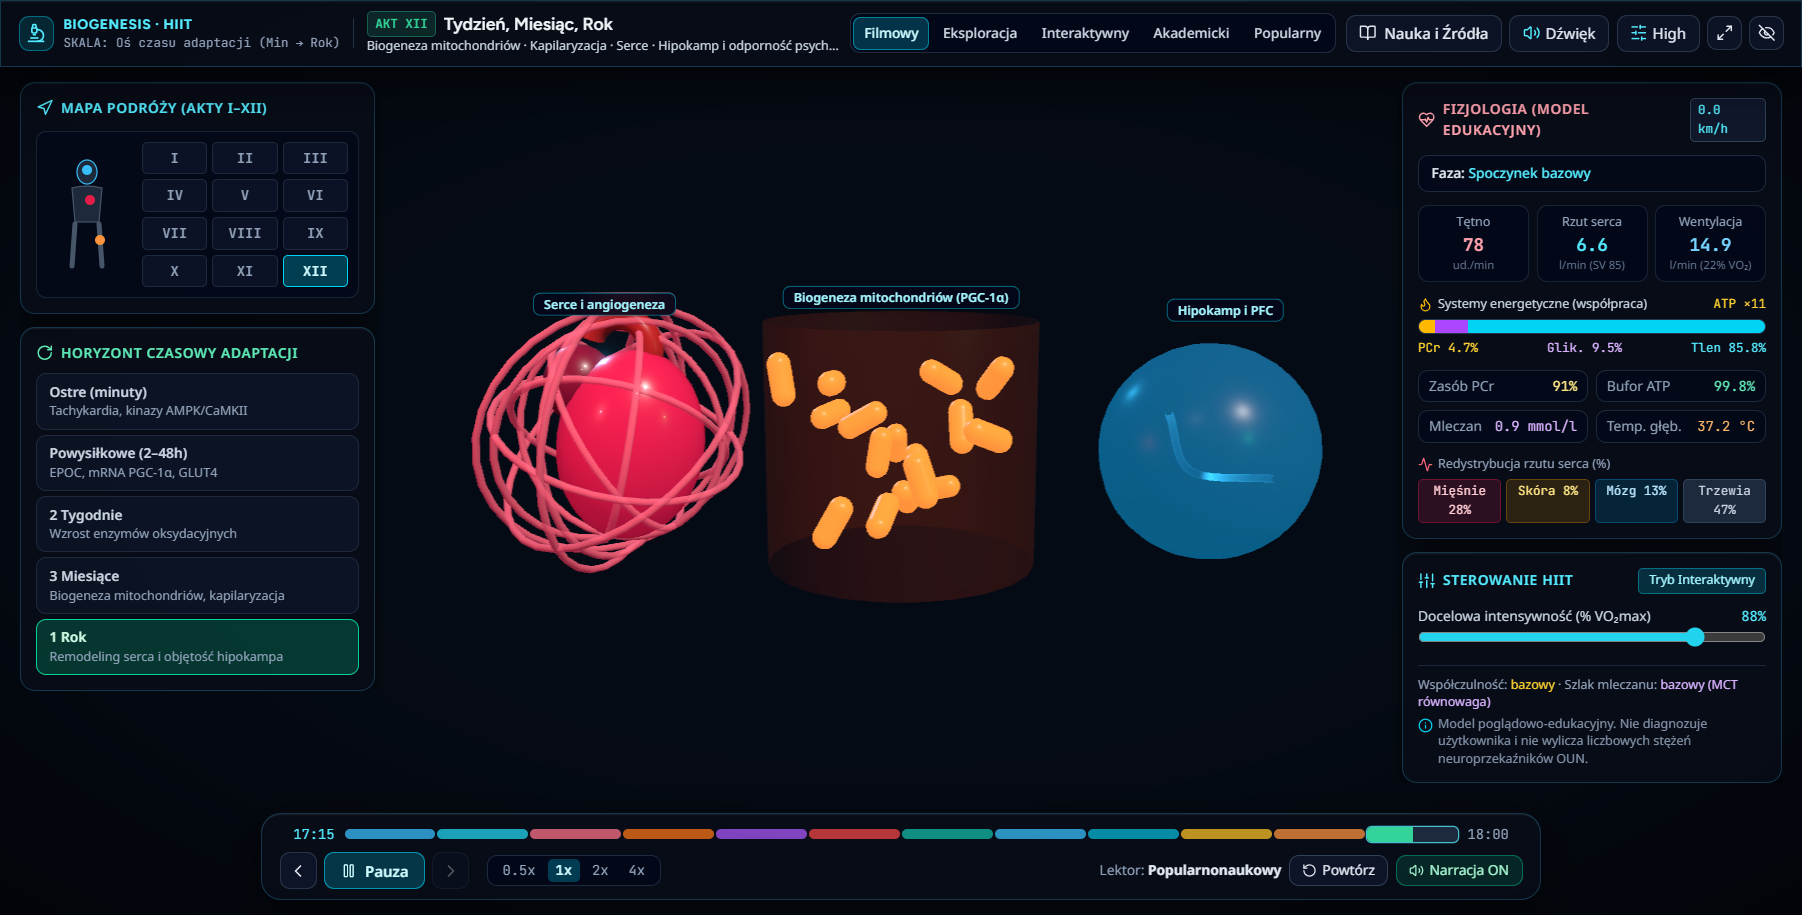 BIOGENESIS · HIIT
SKALA: Oś czasu adaptacji (Min → Rok)
AKT XII
Tydzień, Miesiąc, Rok
Biogeneza mitochondriów · Kapilaryzacja · Serce · Hipokamp i odporność psych...
Filmowy
Eksploracja
Interaktywny
Akademicki
Popularny
Nauka i Źródła
Dźwięk
High
MAPA PODRÓŻY (AKTY I–XII)
I
II
III
IV
V
VI
VII
VIII
IX
X
XI
XII
HORYZONT CZASOWY ADAPTACJI
Ostre (minuty)
Tachykardia, kinazy AMPK/CaMKII
Powysiłkowe (2–48h)
EPOC, mRNA PGC-1α, GLUT4
2 Tygodnie
Wzrost enzymów oksydacyjnych
3 Miesiące
Biogeneza mitochondriów, kapilaryzacja
1 Rok
Remodeling serca i objętość hipokampa
Serce i angiogeneza
Biogeneza mitochondriów (PGC-1α)
Hipokamp i PFC
FIZJOLOGIA (MODEL
EDUKACYJNY)
0.0
km/h
Faza: Spoczynek bazowy
Tętno
78
ud./min
Rzut serca
6.6
l/min (SV 85)
Wentylacja
14.9
l/min (22% VO₂)
Systemy energetyczne (współpraca)
ATP ×11
PCr 4.7%
Glik. 9.5%
Tlen 85.8%
Zasób PCr 91%
Bufor ATP 99.8%
Mleczan 0.9 mmol/l
Temp. głęb. 37.2 °C
Redystrybucja rzutu serca (%)
Mięśnie
28%
Skóra 8%
Mózg 13%
Trzewia
47%
STEROWANIE HIIT
Tryb Interaktywny
Docelowa intensywność (% VO₂max)
88%
Współczulność: bazowy · Szlak mleczanu: bazowy (MCT
równowaga)
Model poglądowo-edukacyjny. Nie diagnozuje
użytkownika i nie wylicza liczbowych stężeń
neuroprzekaźników OUN.
17:15
18:00
Pauza
0.5x
1x
2x
4x
Lektor: Popularnonaukowy
Powtórz
Narracja ON